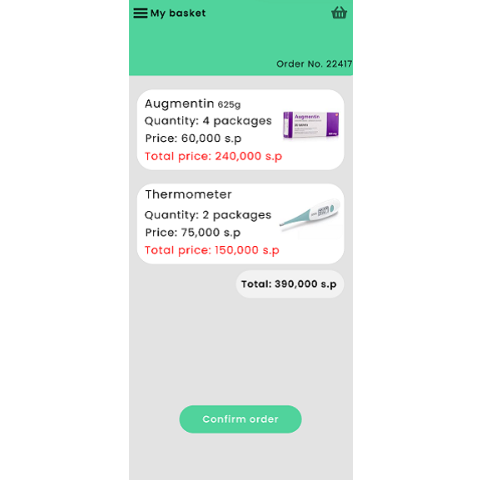 My basket
Order No. 22417
Augmentin 625g
Quantity: 4 packages
Price: 60,000 s.p
Total price: 240,000 s.p
Augmentin
Thermometer
Quantity: 2 packages
Price: 75,000 s.p
Total price: 150,000 s.p
Total: 390,000 s.p
Confirm order